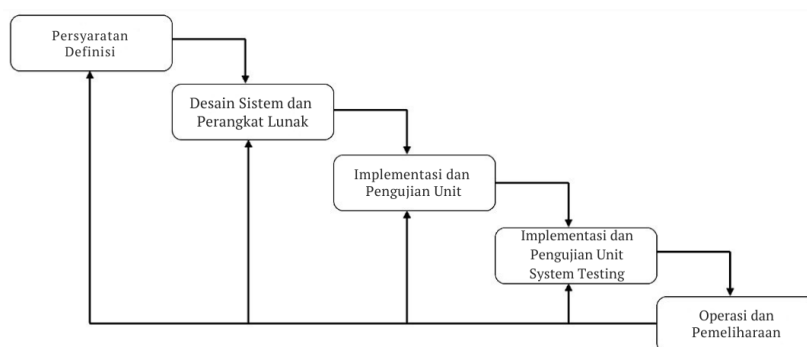 Persyaratan
Definisi
Desain Sistem dan
Perangkat Lunak
Implementasi dan
Pengujian Unit
Implementasi dan
Pengujian Unit
System Testing
Operasi dan
Pemeliharaan